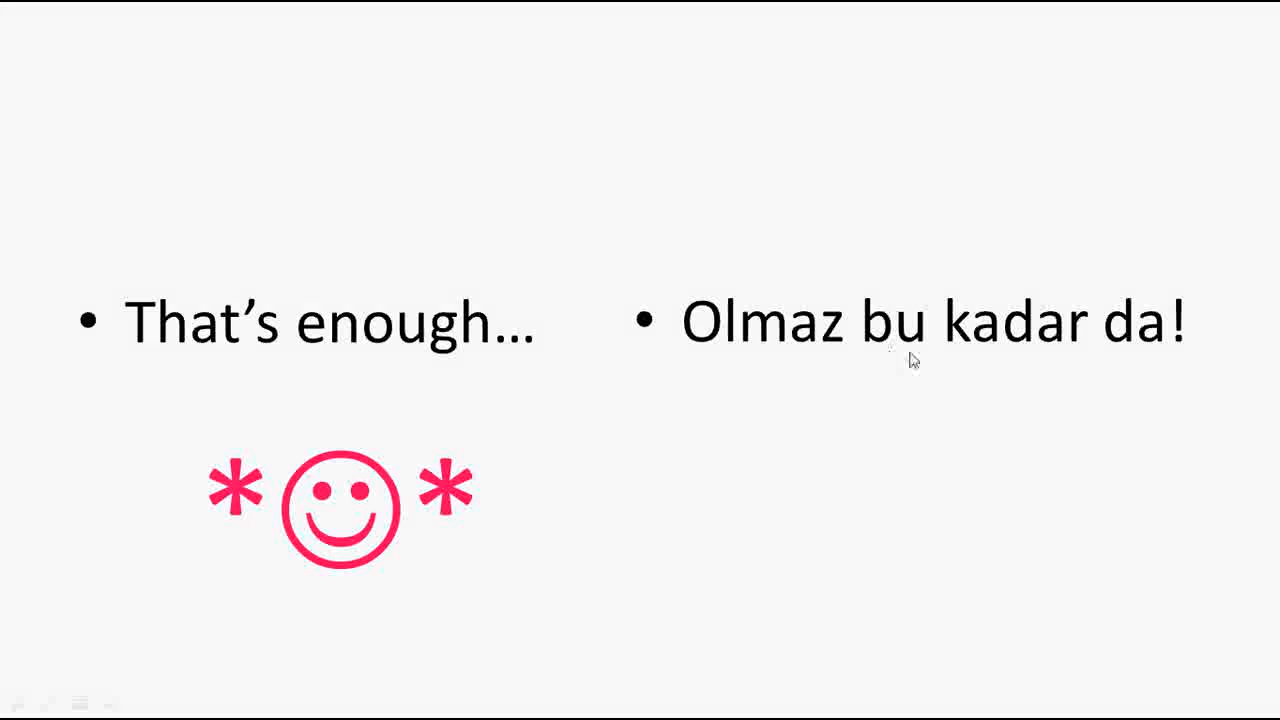 • That’s enough…
• Olmaz bu kadar da!
*☺*